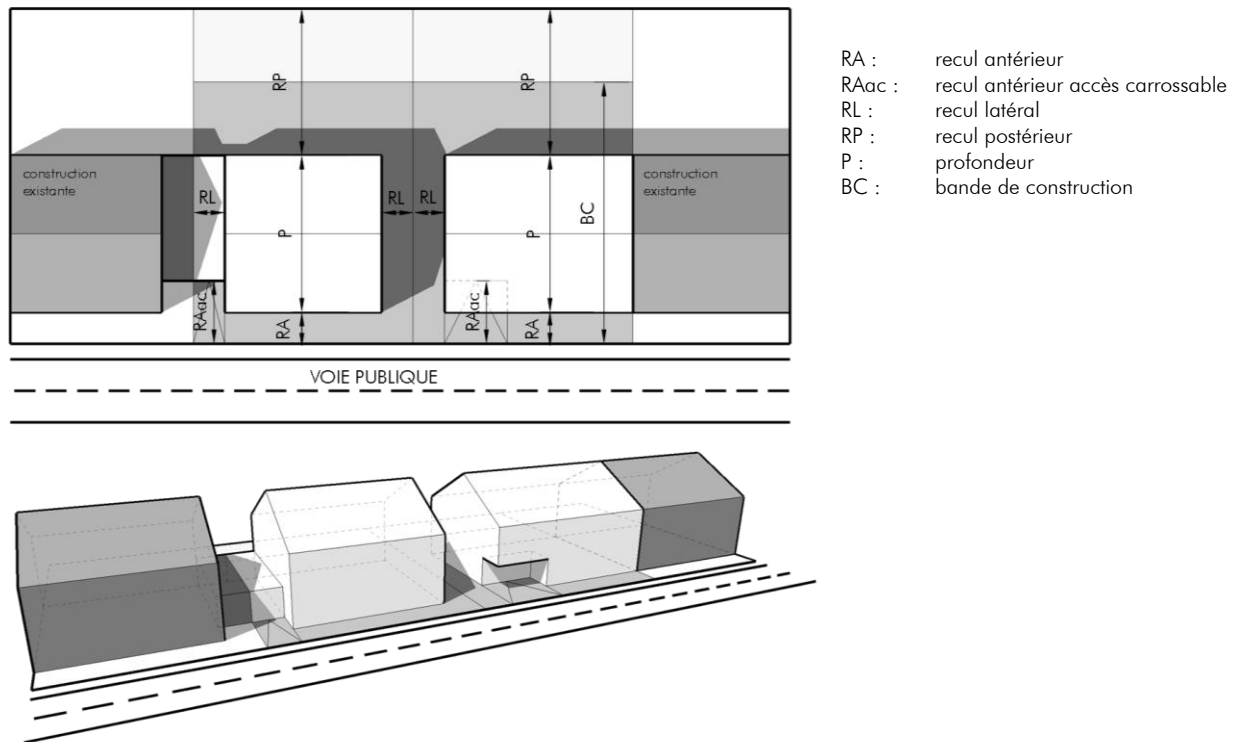 RP
RP
construction
existante
RL
P
RL
RL
P
BC
construction
existante
RAac
RA
RAac
RA
VOIE PUBLIQUE
RA : recul antérieur
RAac : recul antérieur accès carrossable
RL : recul latéral
RP : recul postérieur
P : profondeur
BC : bande de construction